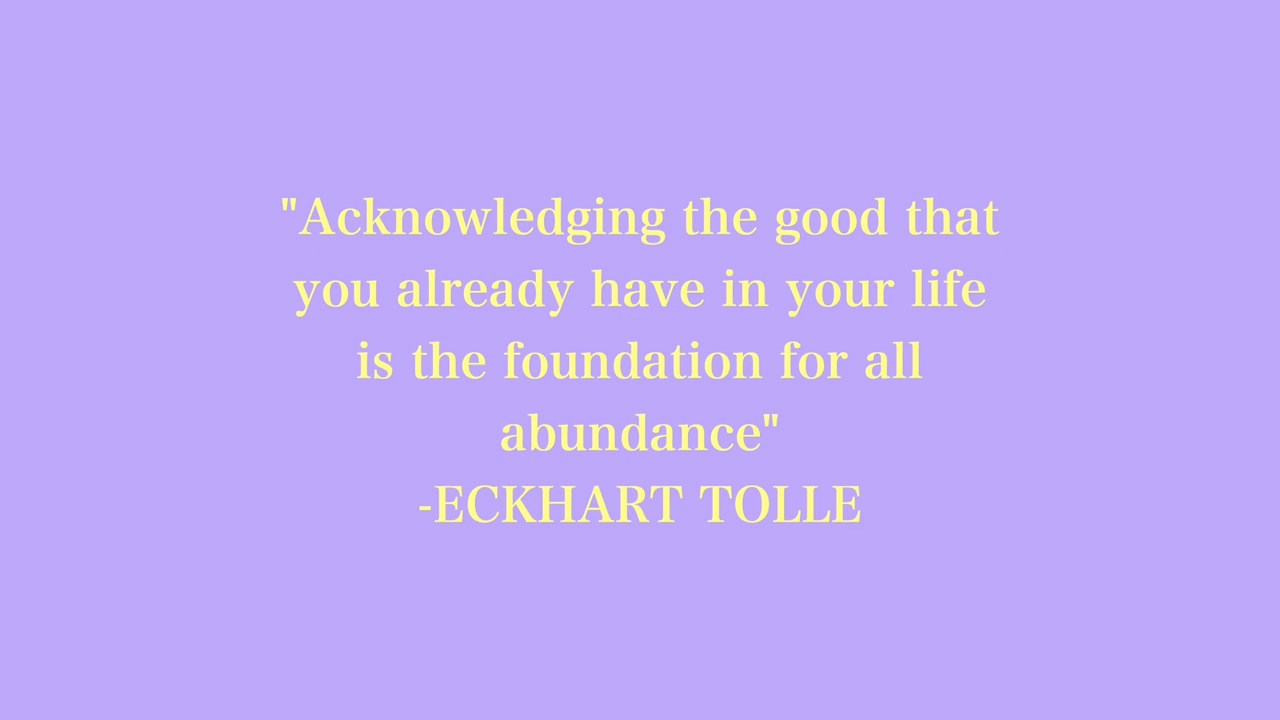 "Acknowledging the good that
you already have in your life
is the foundation for all
abundance"
-ECKHART TOLLE